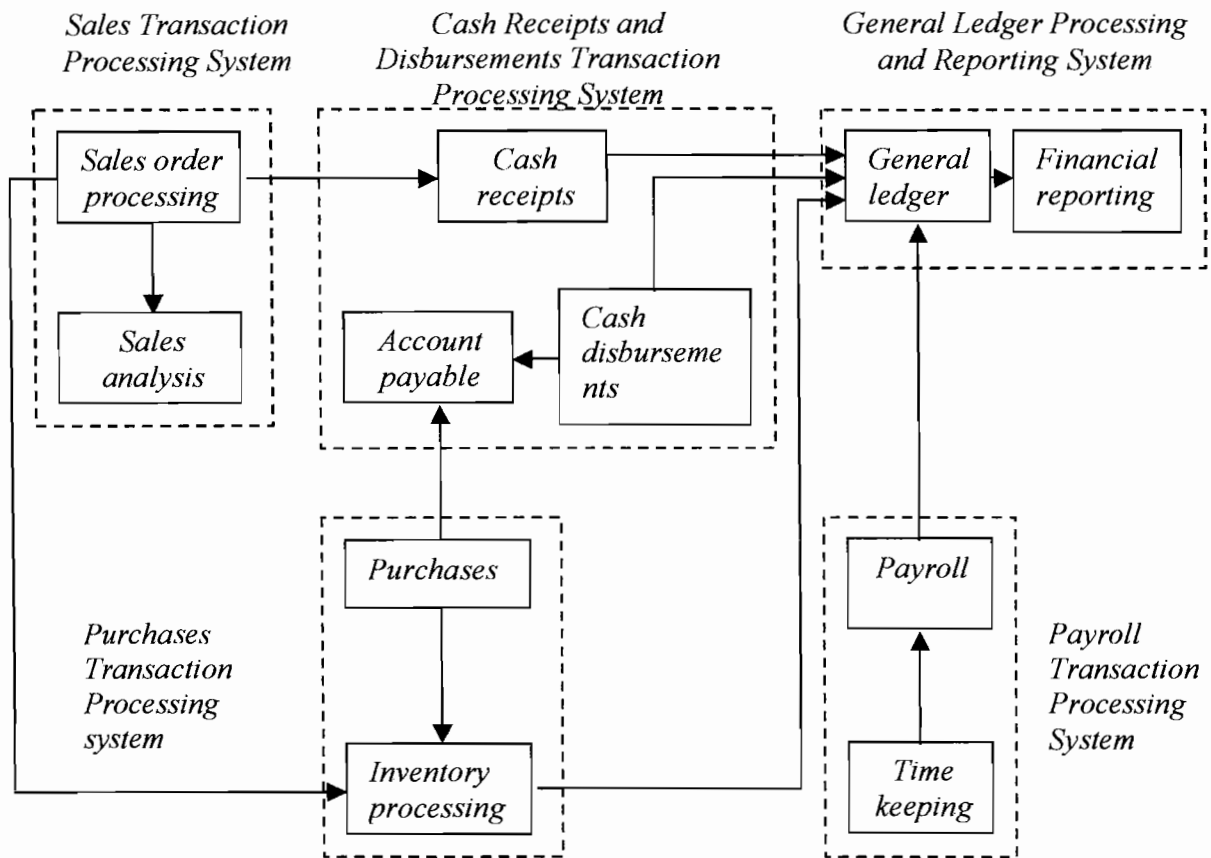 Sales Transaction
Processing System
Cash Receipts and
Disbursements Transaction
Processing System
General Ledger Processing
and Reporting System
Sales order
processing
Cash
receipts
General
ledger
Financial
reporting
Sales
analysis
Account
payable
Cash
disburseme
nts
Purchases
Payroll
Purchases
Transaction
Processing
system
Payroll
Transaction
Processing
System
Inventory
processing
Time
keeping